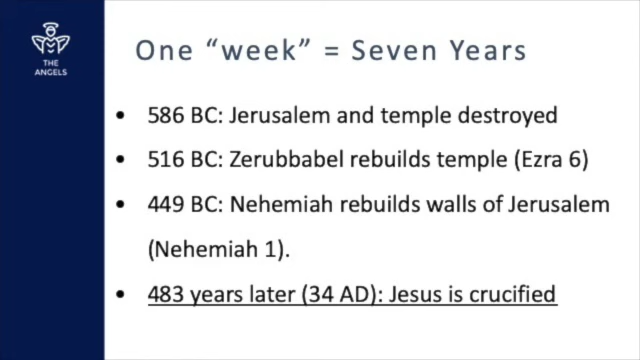 THE
ANGELS
One “week” = Seven Years
• 586 BC: Jerusalem and temple destroyed
• 516 BC: Zerubbabel rebuilds temple (Ezra 6)
• 449 BC: Nehemiah rebuilds walls of Jerusalem
(Nehemiah 1).
• 483 years later (34 AD): Jesus is crucified